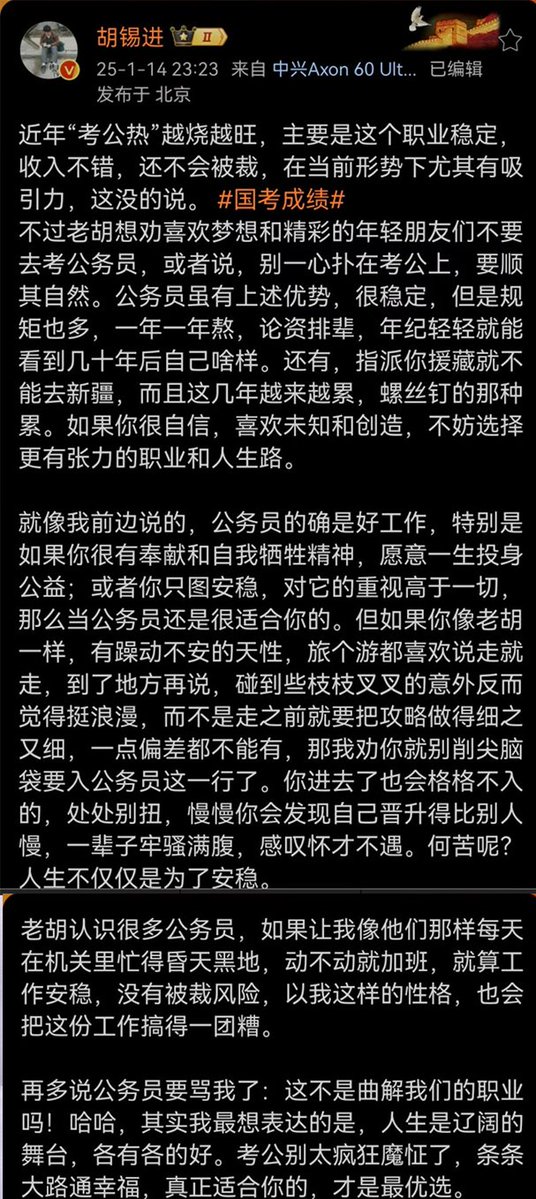 胡锡进 II
25-1-14 23:23 来自 中兴Axon 60 Ult... 已编辑
发布于 北京
近年“考公热”越烧越旺，主要是这个职业稳定，
收入不错，还不会被裁，在当前形势下尤其有吸
引力，这没的说。 #国考成绩#
不过老胡想劝喜欢梦想和精彩的年轻朋友们不要
去考公务员，或者说，别一心扑在考公上，要顺
其自然。公务员虽有上述优势，很稳定，但是规
矩也多，一年一年熬，论资排辈，年纪轻轻就能
看到几十年后自己啥样。还有，指派你援藏就不
能去新疆，而且这几年越来越累，螺丝钉的那种
累。如果你很自信，喜欢未知和创造，不妨选择
更有张力的职业和人生路。
就像我前边说的，公务员的确是好工作，特别是
如果你很有奉献和自我牺牲精神，愿意一生投身
公益；或者你只图安稳，对它的重视高于一切，
那么当公务员还是很适合你的。但如果你像老胡
一样，有躁动不安的天性，旅个游都喜欢说走就
走，到了地方再说，碰到些枝枝叉叉的意外反而
觉得挺浪漫，而不是走之前就要把攻略做得细之
又细，一点偏差都不能有，那我劝你就别削尖脑
袋要入公务员这一行了。你进去了也会格格不入
的，处处别扭，慢慢你会发现自己晋升得比别人
慢，一辈子牢骚满腹，感叹怀才不遇。何苦呢？
人生不仅仅是为了安稳。
老胡认识很多公务员，如果让我像他们那样每天
在机关里忙得昏天黑地，动不动就加班，就算工
作安稳，没有被裁风险，以我这样的性格，也会
把这份工作搞得一团糟。
再多说公务员要骂我了：这不是曲解我们的职业
吗！哈哈，其实我最想表达的是，人生是辽阔的
舞台，各有各的好。考公别太疯狂魔怔了，条条
大路通幸福，真正适合你的，才是最优选。